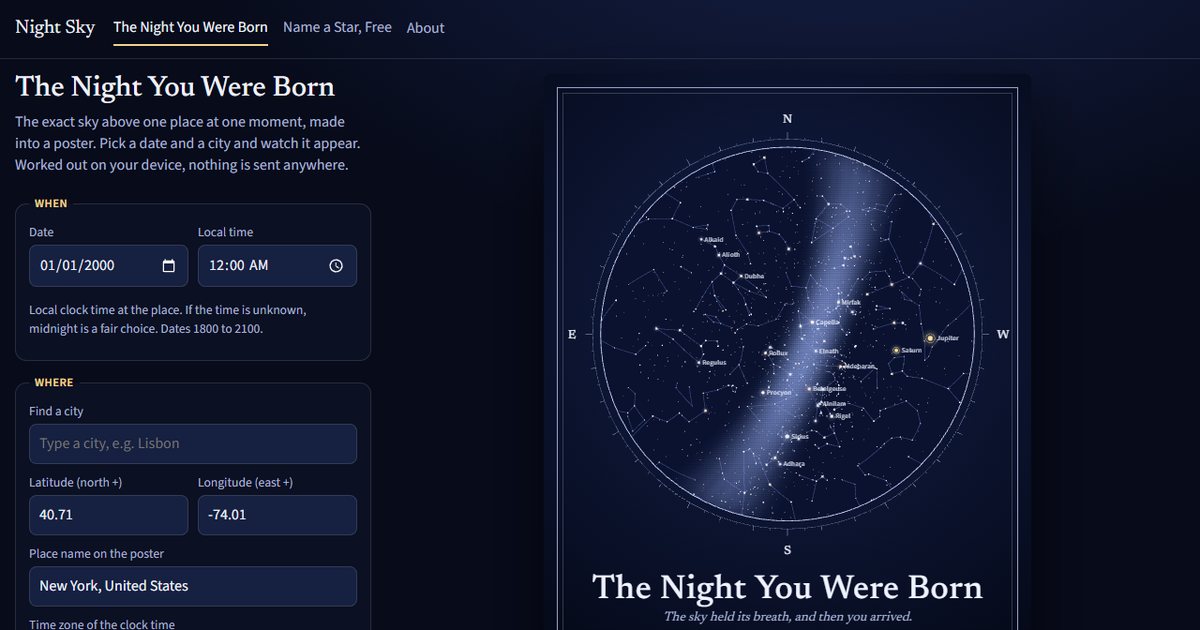 Night Sky
The Night You Were Born
Name a Star, Free
About
The Night You Were Born
The exact sky above one place at one moment, made
into a poster. Pick a date and a city and watch it appear.
Worked out on your device, nothing is sent anywhere.
WHEN
Date
Local time
01/01/2000
12:00 AM
Local clock time at the place. If the time is unknown,
midnight is a fair choice. Dates 1800 to 2100.
WHERE
Find a city
Type a city, e.g. Lisbon
Latitude (north +)
Longitude (east +)
40.71
-74.01
Place name on the poster
New York, United States
Time zone of the clock time
N
Alkaid
Alioth
Dubhe
Mirfak
Capella
E
W
Jupiter
Saturn
Pollux
Elnath
Regulus
Aldebaran
Procyon
Betelgeuse
Alnilam
Rigel
Sirius
Adhara
S
The Night You Were Born
The sky held its breath, and then you arrived.